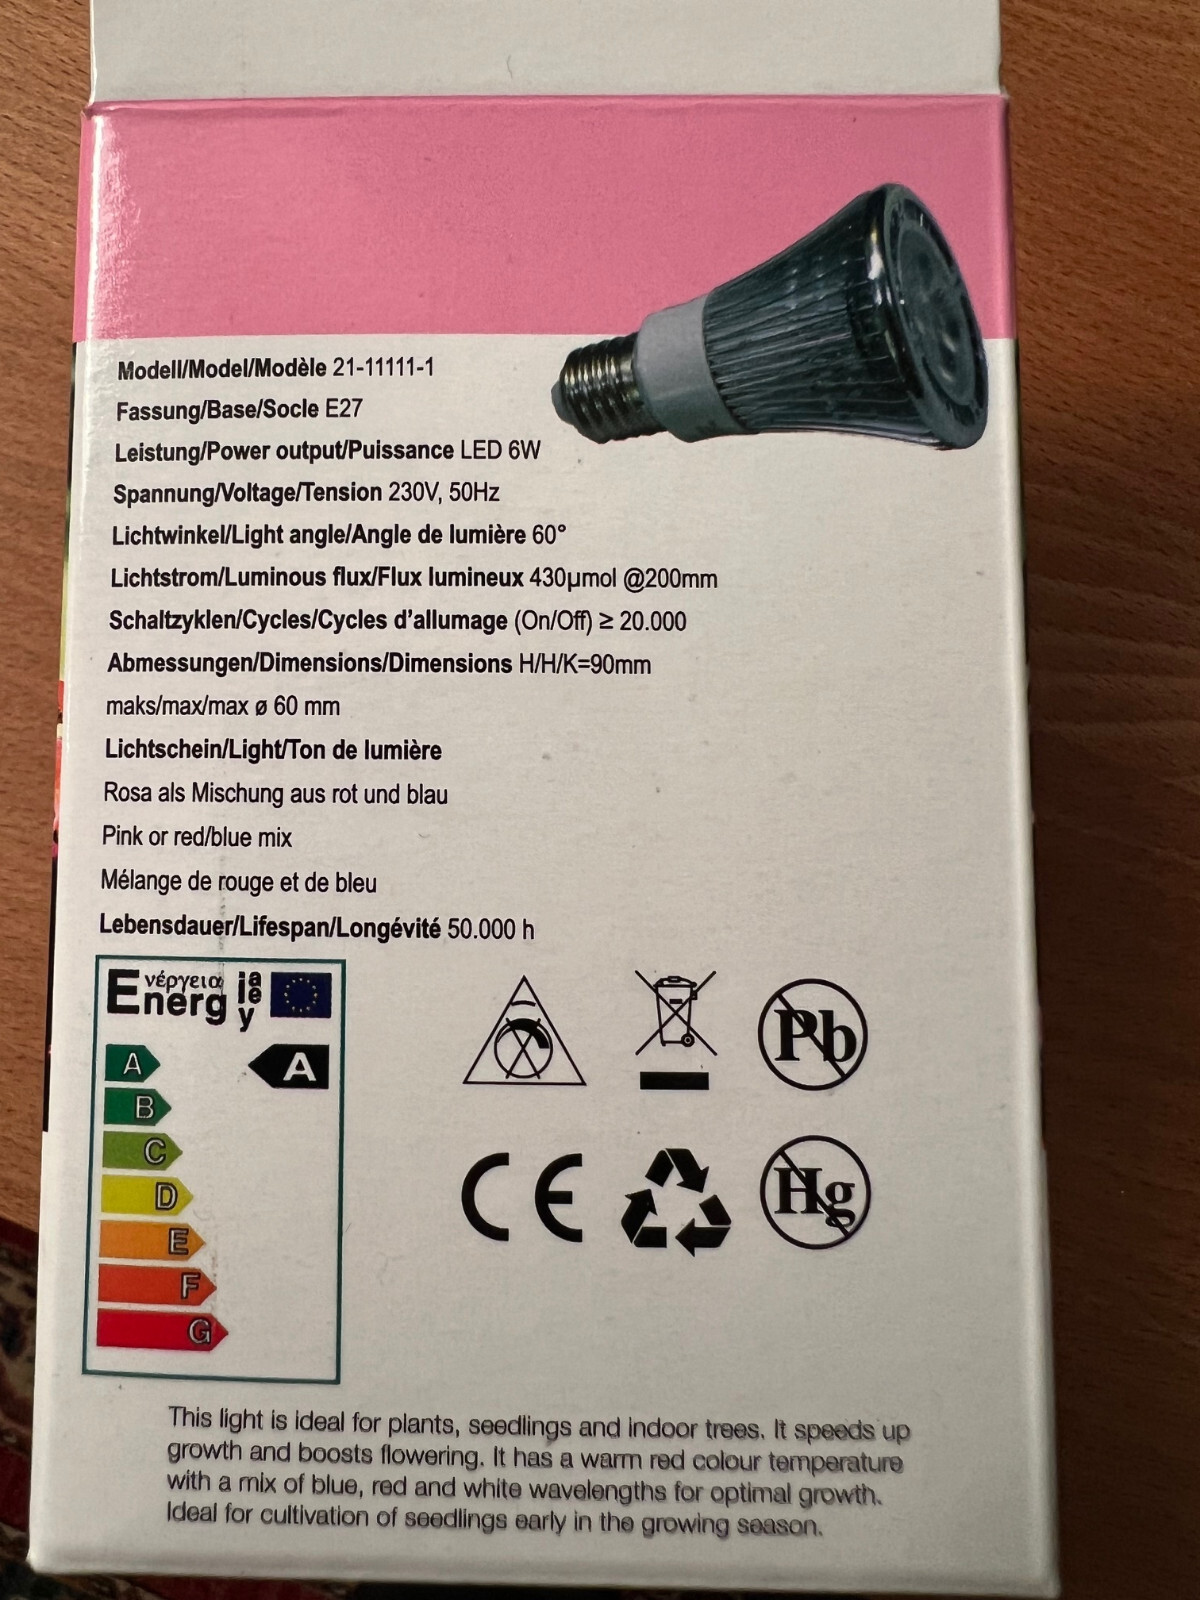 Modell/Model/Modèle 21-11111-1
Fassung/Base/Socle E27
Leistung/Power output/Puissance LED 6W
Spannung/Voltage/Tension 230V, 50Hz
Lichtwinkel/Light angle/Angle de lumière 60°
Lichtstrom/Luminous flux/Flux lumineux 430µmol @200mm
Schaltzyklen/Cycles/Cycles d'allumage (On/Off) ≥ 20.000
Abmessungen/Dimensions/Dimensions H/H/K=90mm
maks/max/max ø 60 mm
Lichtschein/Light/Ton de lumière
Rosa als Mischung aus rot und blau
Pink or red/blue mix
Mélange de rouge et de bleu
Lebensdauer/Lifespan/Longévité 50.000 h
Energ
ενέργεια
ia
ie
y
A
A
B
C
D
E
F
G
Pb
CE
Hg
This light is ideal for plants, seedlings and indoor trees. It speeds up
growth and boosts flowering. It has a warm red colour temperature
with a mix of blue, red and white wavelengths for optimal growth.
Ideal for cultivation of seedlings early in the growing season.